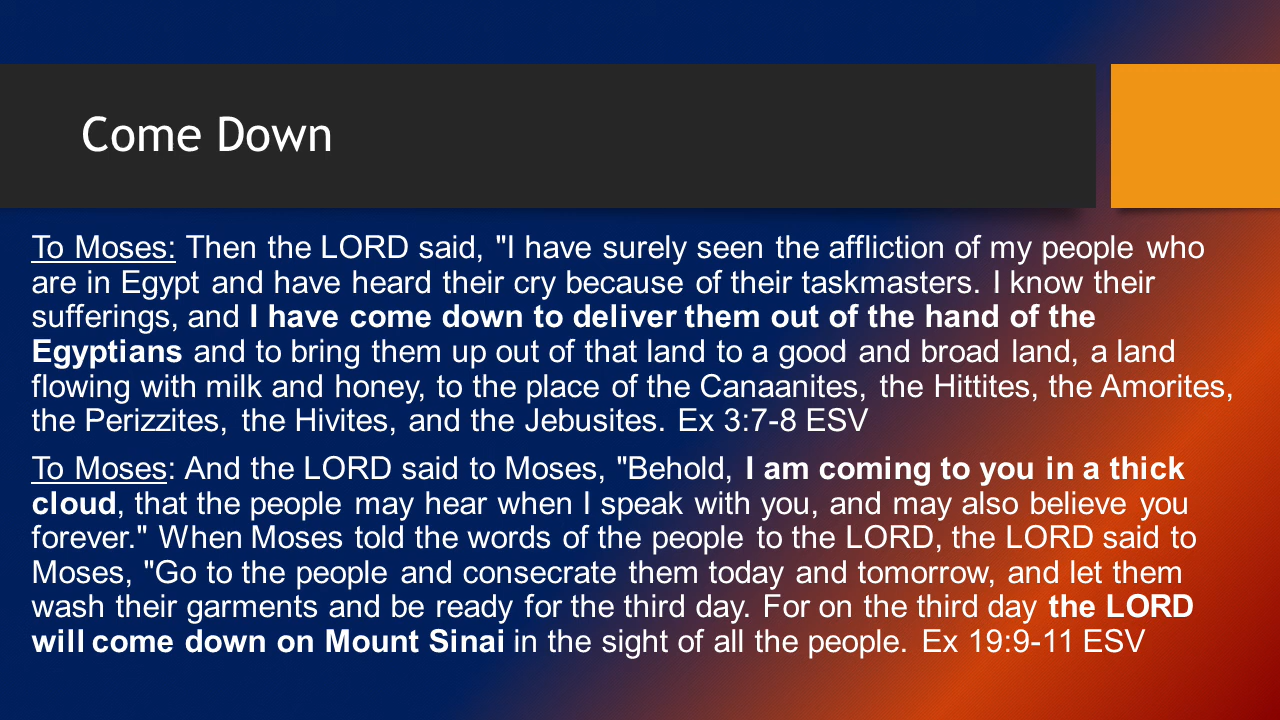 Come Down
To Moses: Then the LORD said, "I have surely seen the affliction of my people who
are in Egypt and have heard their cry because of their taskmasters. I know their
sufferings, and I have come down to deliver them out of the hand of the
Egyptians and to bring them up out of that land to a good and broad land, a land
flowing with milk and honey, to the place of the Canaanites, the Hittites, the Amorites,
the Perizzites, the Hivites, and the Jebusites. Ex 3:7-8 ESV
To Moses: And the LORD said to Moses, "Behold, I am coming to you in a thick
cloud, that the people may hear when I speak with you, and may also believe you
forever." When Moses told the words of the people to the LORD, the LORD said to
Moses, "Go to the people and consecrate them today and tomorrow, and let them
wash their garments and be ready for the third day. For on the third day the LORD
will come down on Mount Sinai in the sight of all the people. Ex 19:9-11 ESV